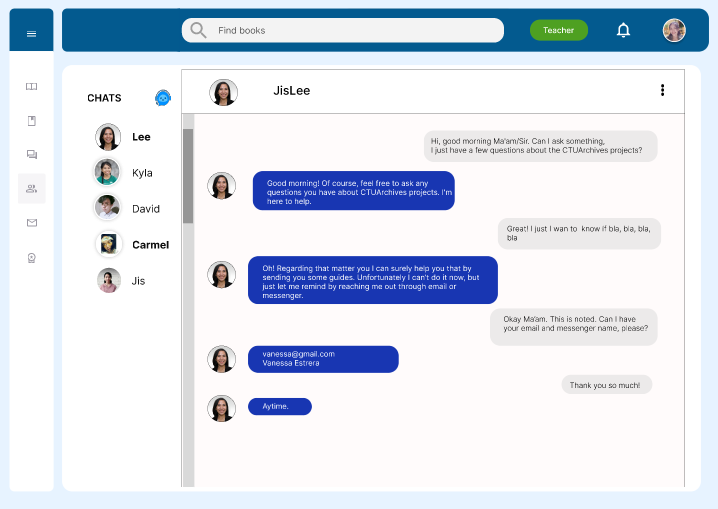 Find books
Teacher
CHATS
JisLee
Lee
Kyla
David
Carmel
Jis
Hi, good morning Ma'am/Sir. Can I ask something,
I just have a few questions about the CTUArchives projects?
Good morning! Of course, feel free to ask any
questions you have about CTUArchives projects. I'm
here to help.
Great! I just I wan to know if bla, bla, bla,
bla
Oh! Regarding that matter you I can surely help you that by
sending you some guides. Unfortunately I can't do it now, but
just let me remind by reaching me out through email or
messenger.
Okay Ma'am. This is noted. Can I have
your email and messenger name, please?
vanessa@gmail.com
Vanessa Estrera
Thank you so much!
Aytime.